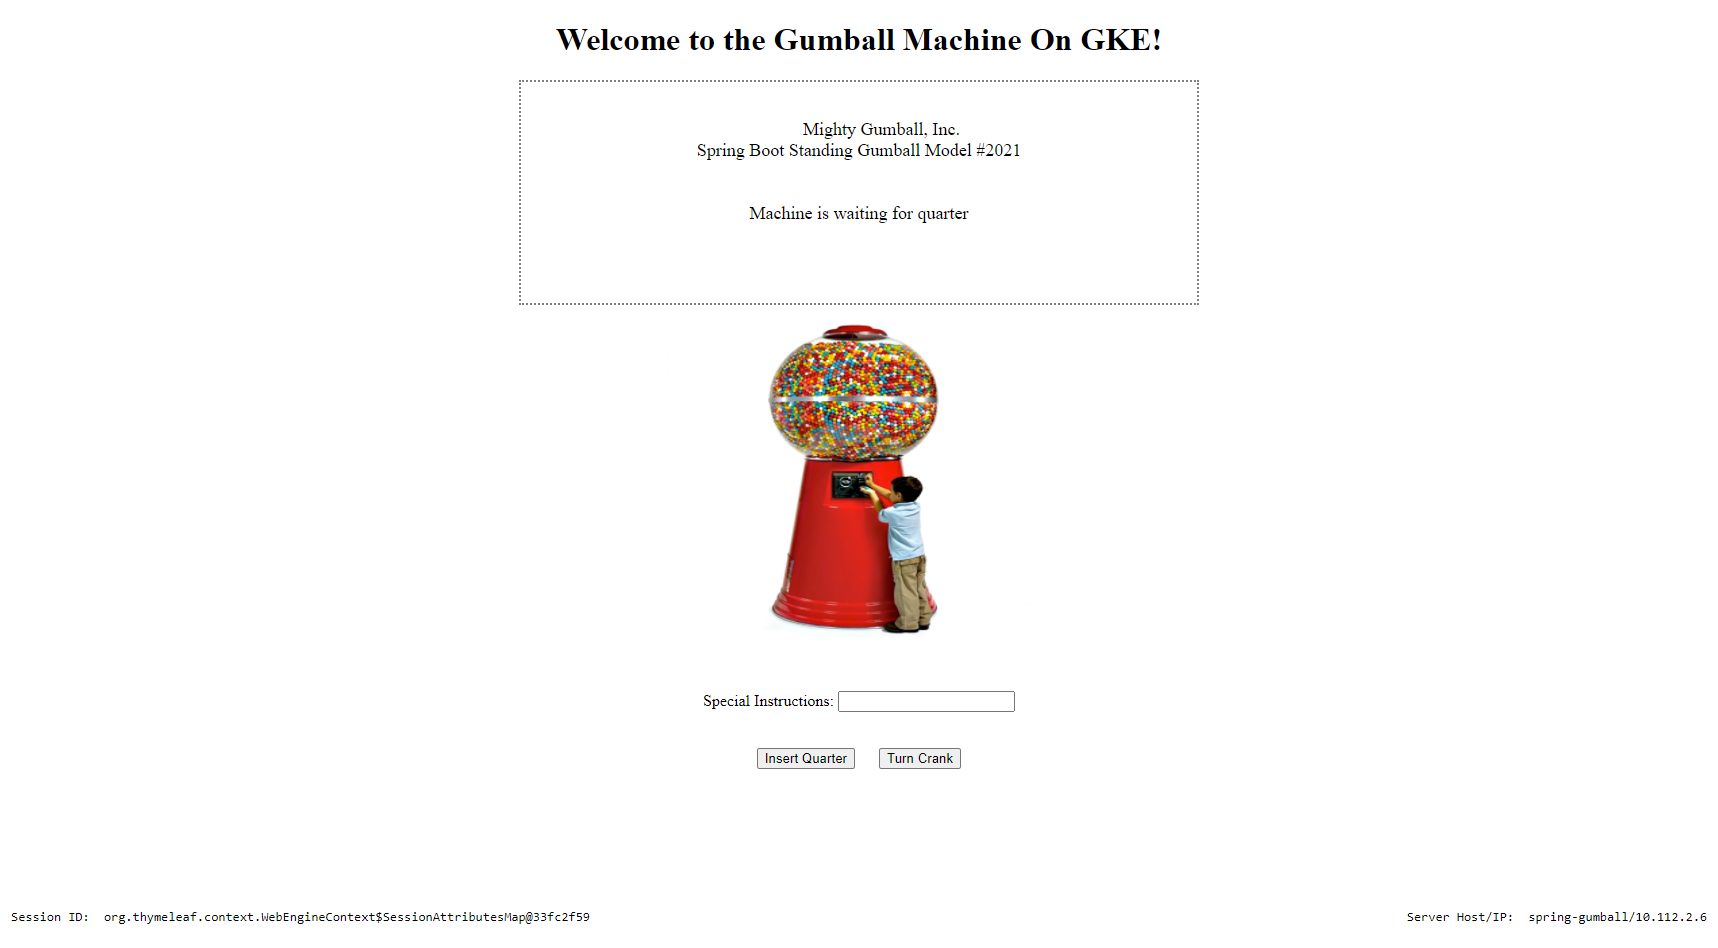 Welcome to the Gumball Machine On GKE!
Mighty Gumball, Inc.
Spring Boot Standing Gumball Model #2021
Machine is waiting for quarter
Special Instructions:
Insert Quarter Turn Crank
Session ID: org.thymeleaf.context.WebEngineContext$SessionAttributesMap@33fc2f59
Server Host/IP: spring-gumball/10.112.2.6